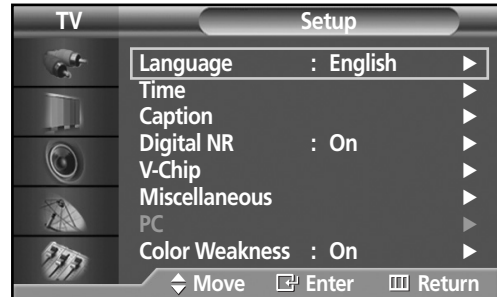 TV Setup
Language : English
Time
Caption
Digital NR : On
V-Chip
Miscellaneous
PC
Color Weakness : On
Move Enter Return